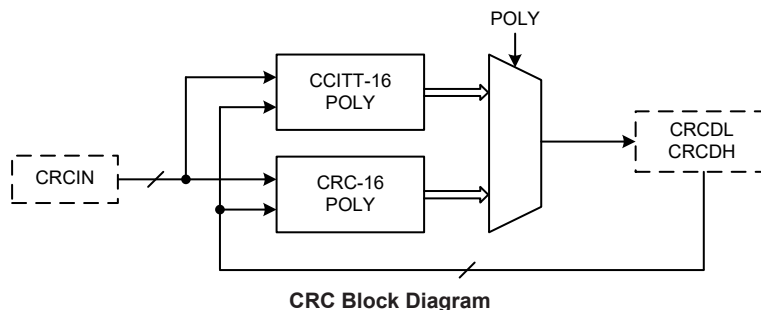 POLY
CCITT-16
POLY
CRCDL
CRCDH
CRCIN
CRC-16
POLY
CRC Block Diagram